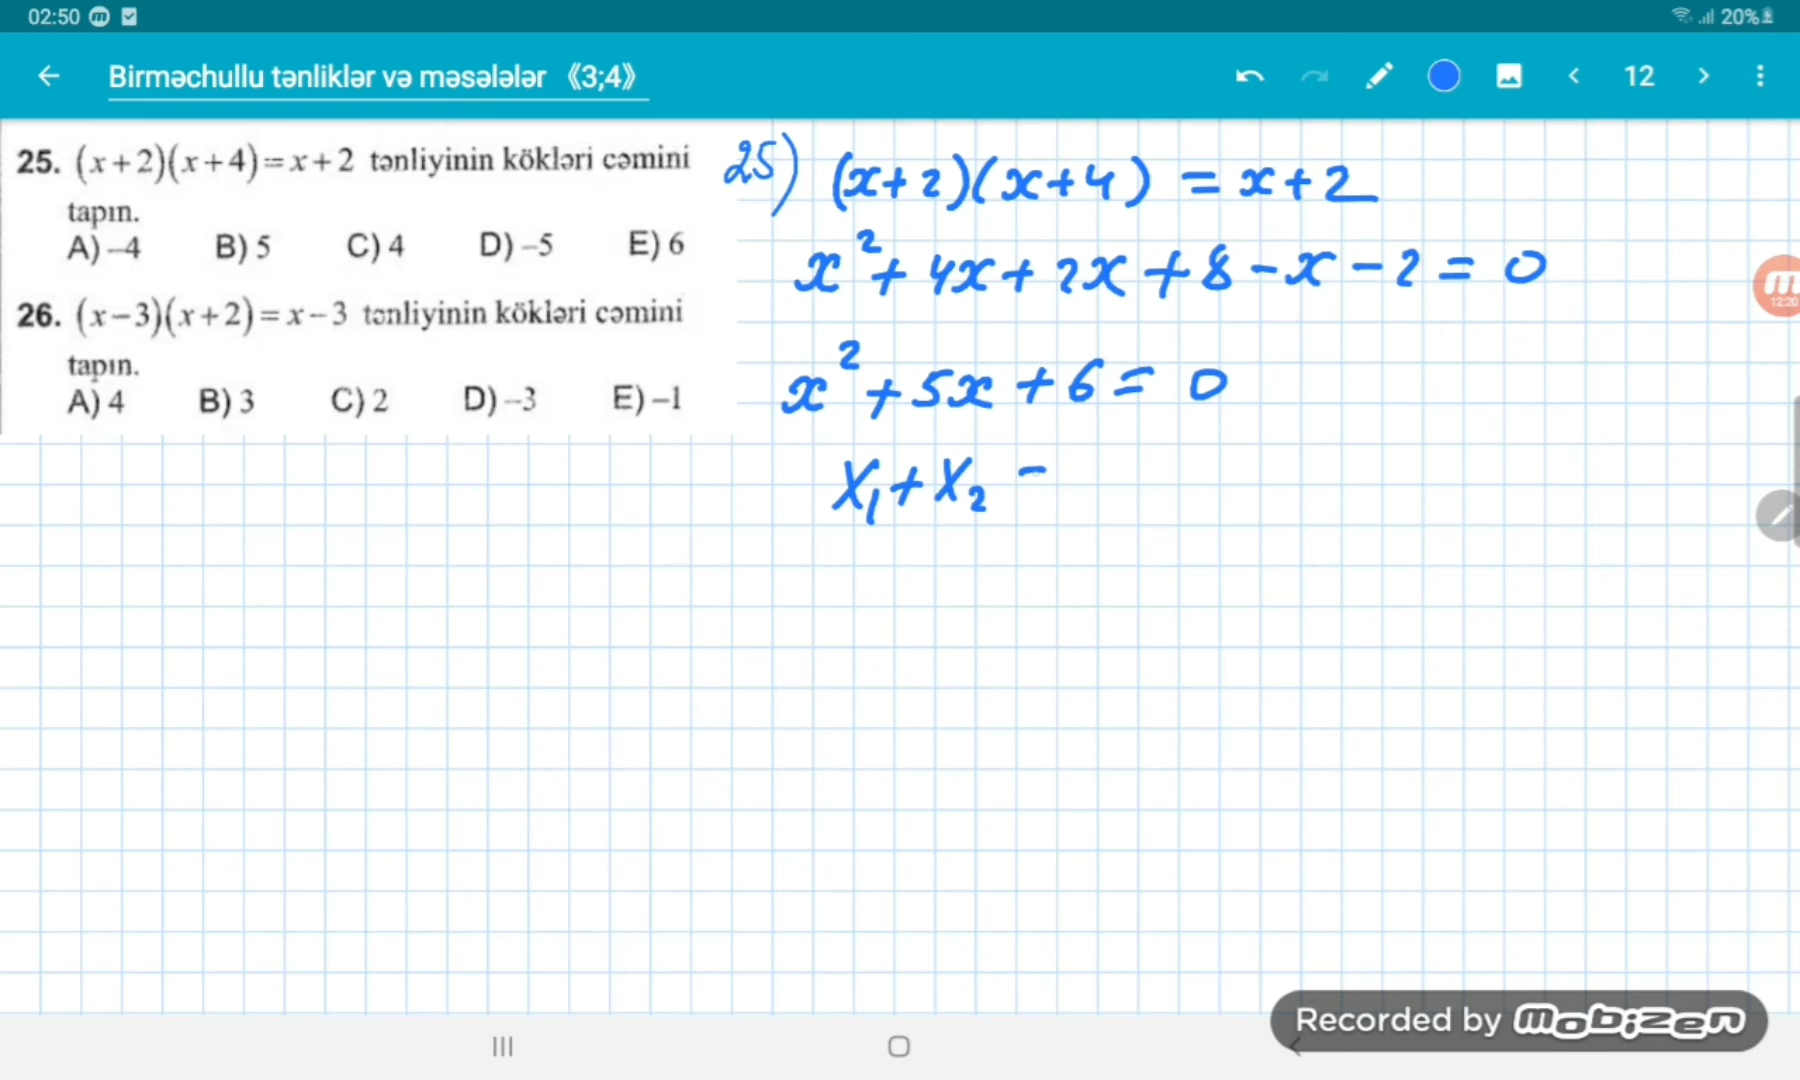 02:50
20%
Birməchullu tənliklər və məsələlər 《3;4》
12
25. (x+2)(x+4)=x+2 tənliyinin kökləri cəmini
tapın.
A) –4 B) 5 C) 4 D) –5 E) 6
26. (x−3)(x+2)=x−3 tənliyinin kökləri cəmini
tapın.
A) 4 B) 3 C) 2 D) –3 E) –1
25) (x+2)(x+4) = x+2
x²+4x+2x+8-x-2=0
x²+5x+6=0
x₁+x₂ =
12:20
Recorded by mobizen